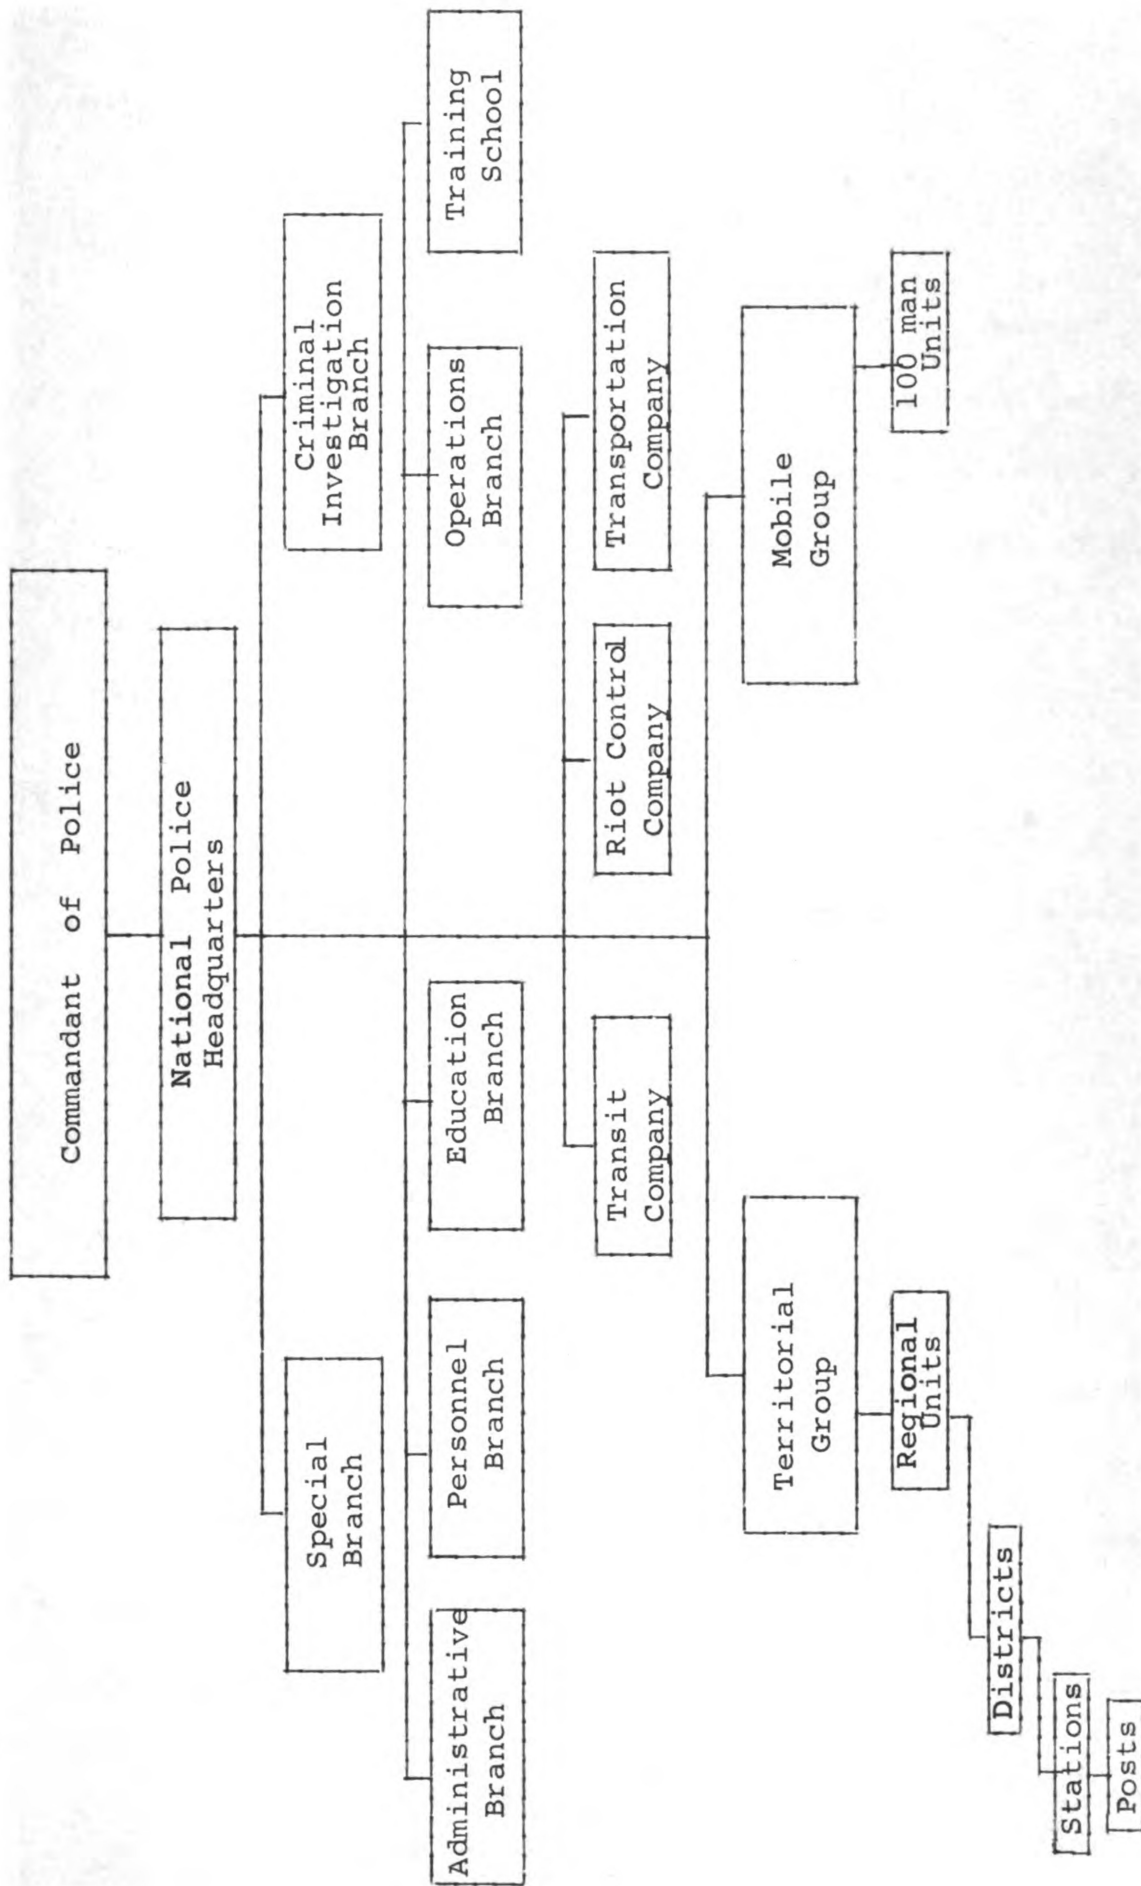 Commandant of Police
National Police
Headquarters
Special
Branch
Criminal
Investigation
Branch
Administrative
Branch
Personnel
Branch
Education
Branch
Operations
Branch
Training
School
Transit
Company
Riot Control
Company
Transportation
Company
Territorial
Group
Mobile
Group
Regional
Units
100 man
Units
Districts
Stations
Posts